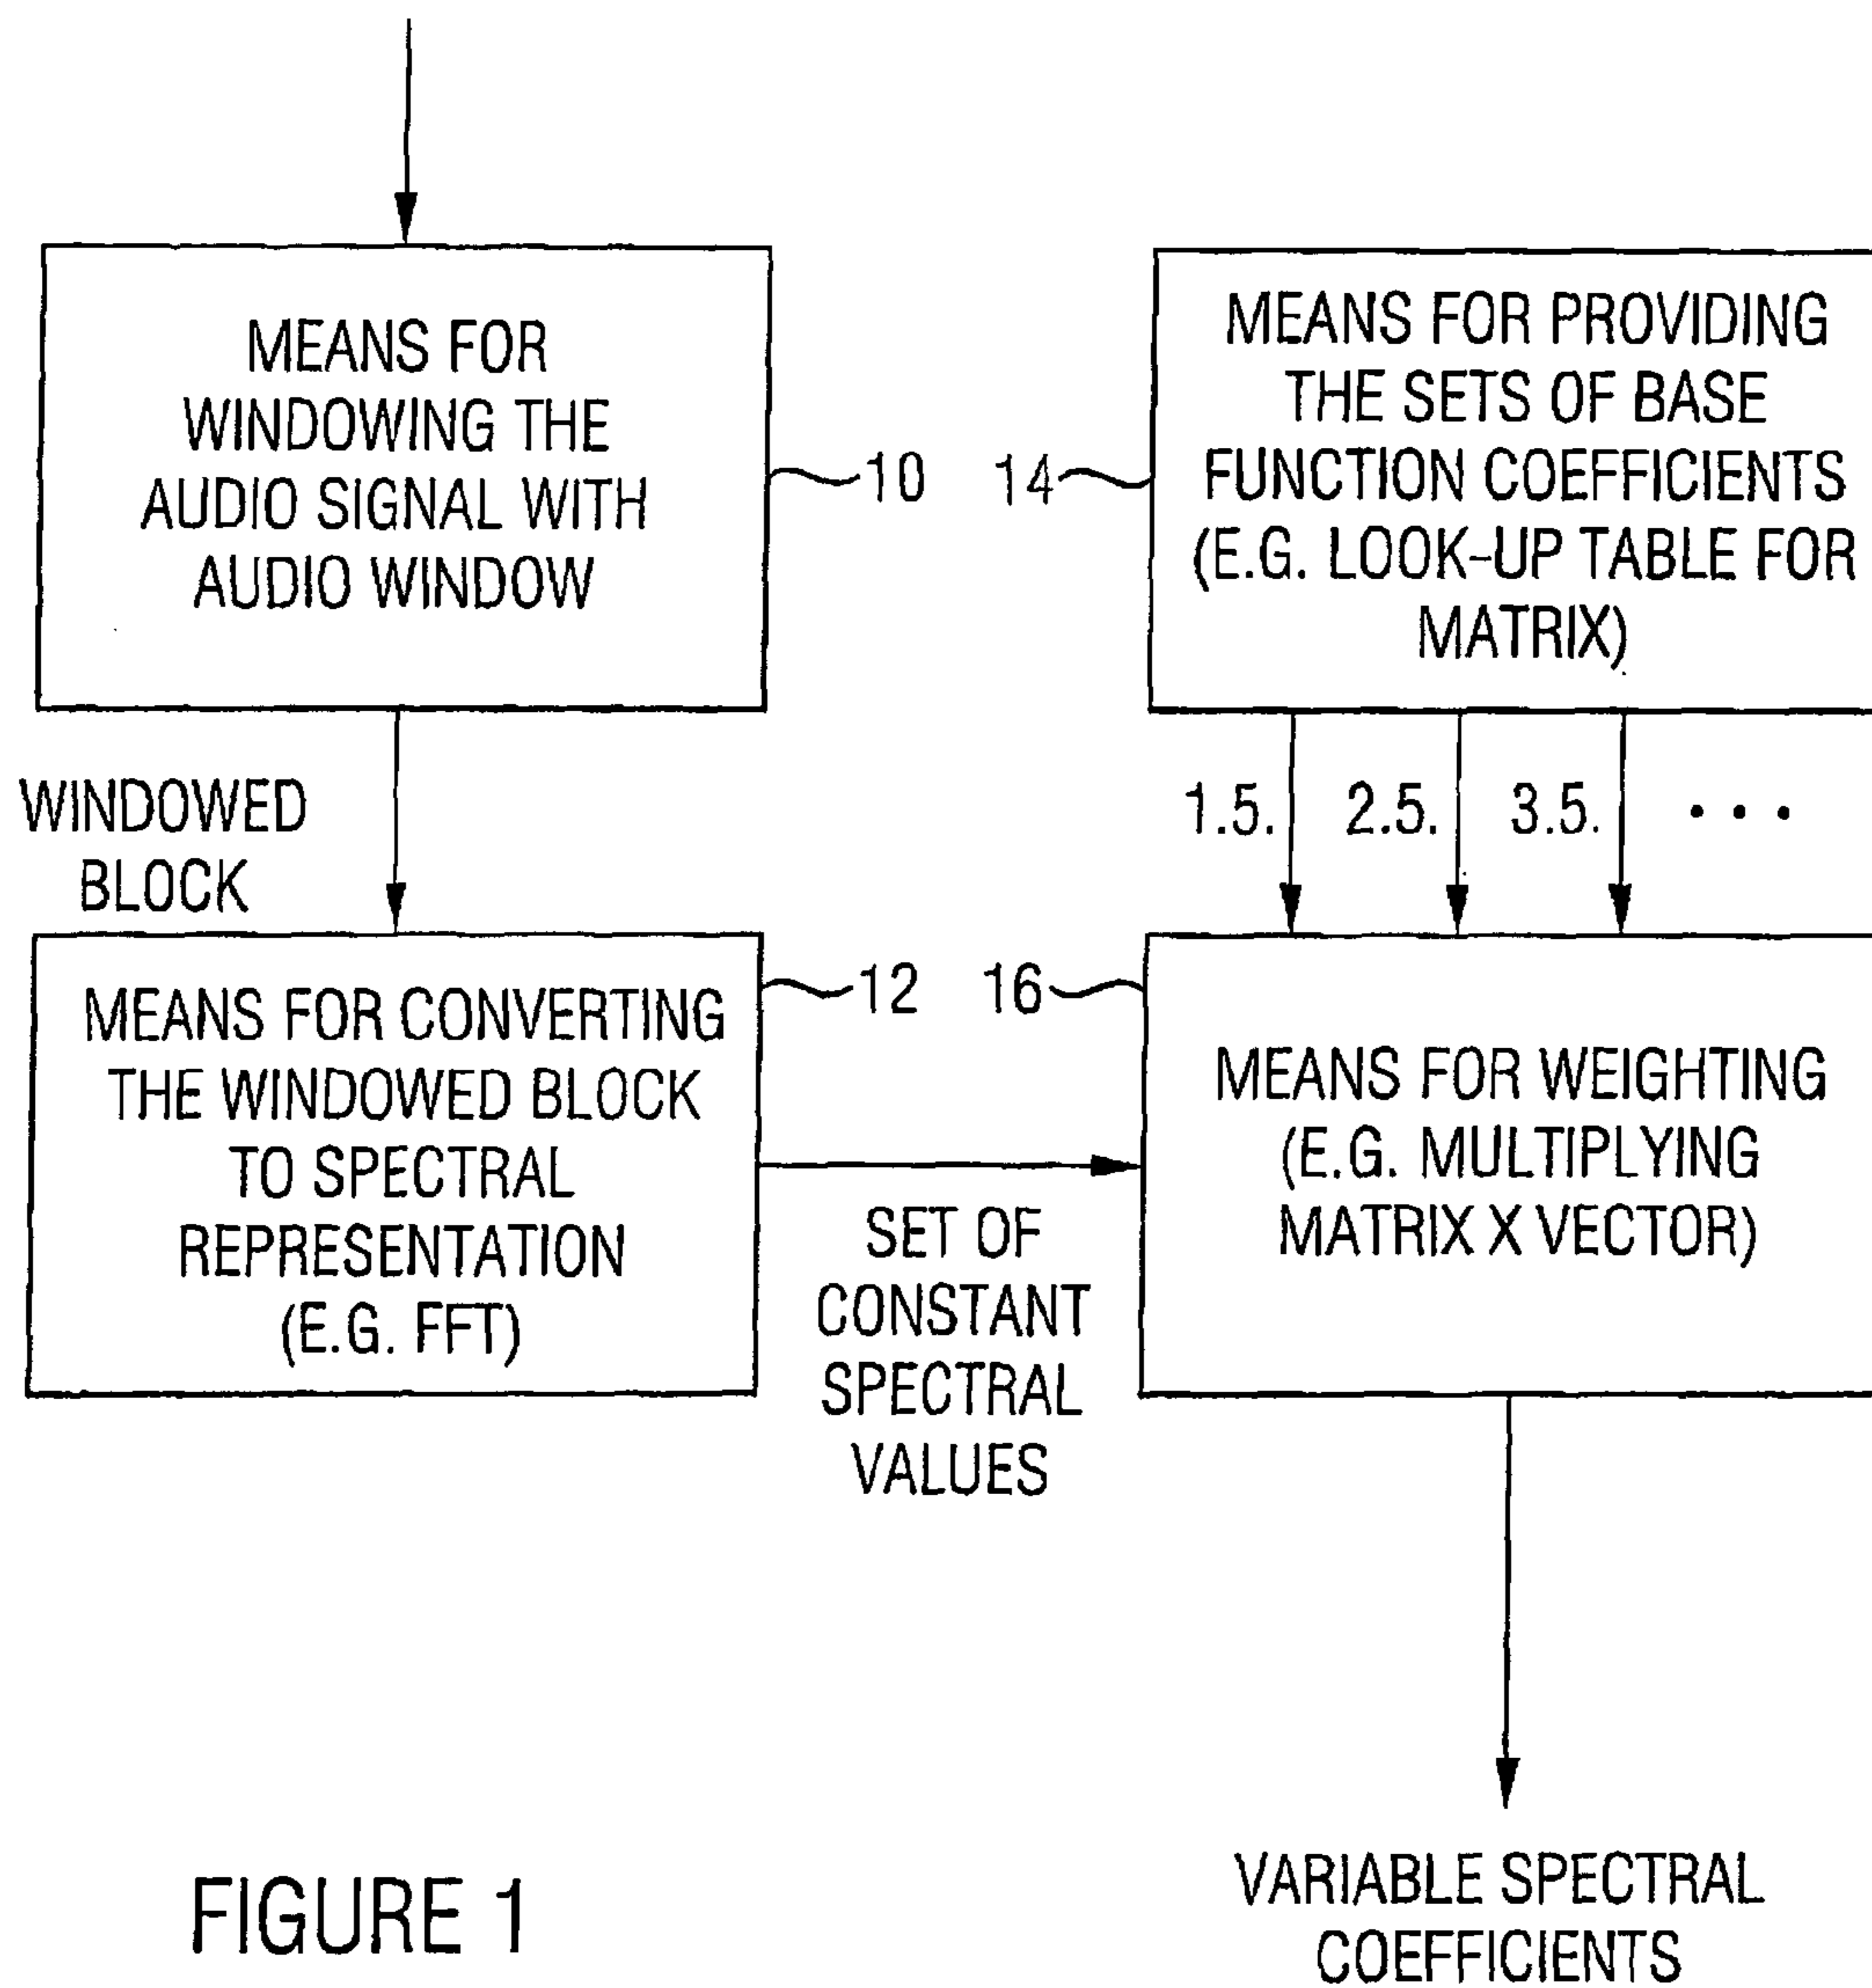 MEANS FOR
WINDOWING THE
AUDIO SIGNAL WITH
AUDIO WINDOW
10
14
MEANS FOR PROVIDING
THE SETS OF BASE
FUNCTION COEFFICIENTS
(E.G. LOOK-UP TABLE FOR
MATRIX)
WINDOWED
BLOCK
1.5.
2.5.
3.5.
• • •
MEANS FOR CONVERTING
THE WINDOWED BLOCK
TO SPECTRAL
REPRESENTATION
(E.G. FFT)
12
16
MEANS FOR WEIGHTING
(E.G. MULTIPLYING
MATRIX X VECTOR)
SET OF
CONSTANT
SPECTRAL
VALUES
VARIABLE SPECTRAL
COEFFICIENTS
FIGURE 1